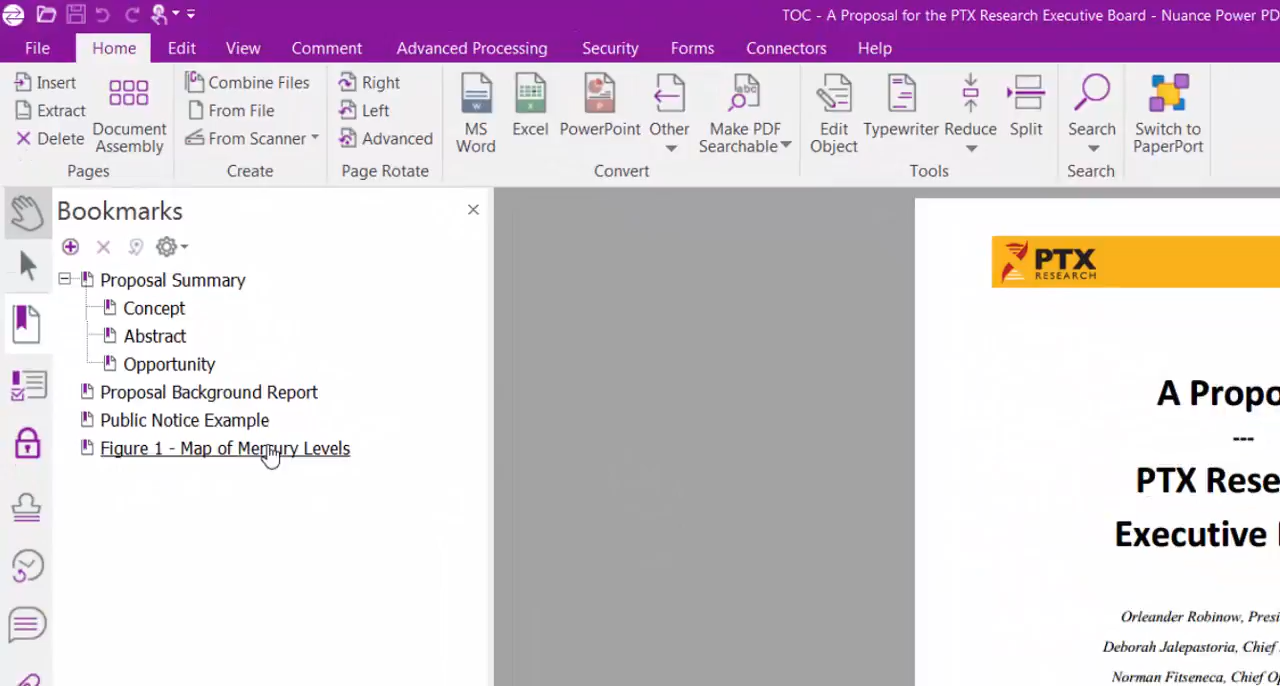 TOC - A Proposal for the PTX Research Executive Board - Nuance Power PD
File Home Edit View Comment Advanced Processing Security Forms Connectors Help
Insert
Extract
Delete
Document Assembly
Pages
Combine Files
From File
From Scanner
Create
Right
Left
Advanced
Page Rotate
MS Word
Excel
PowerPoint
Other
Make PDF Searchable
Convert
Edit Object
Typewriter
Reduce
Split
Tools
Search
Search
Switch to PaperPort
Bookmarks
Proposal Summary
Concept
Abstract
Opportunity
Proposal Background Report
Public Notice Example
Figure 1 - Map of Mercury Levels
PTX
RESEARCH
A Propo
---
PTX Rese
Executive
Orleander Robinow, Presi
Deborah Jalepastoria, Chief
Norman Fitseneca, Chief Op